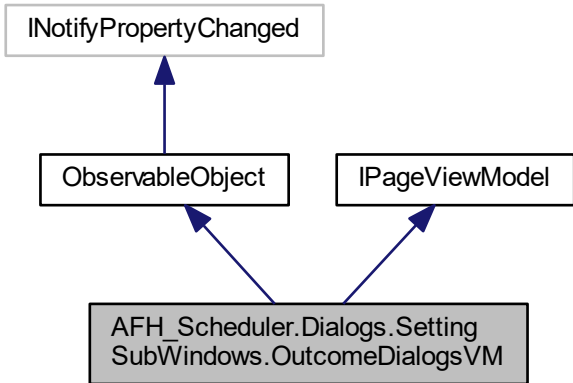 INotifyPropertyChanged
ObservableObject
IPageViewModel
AFH_Scheduler.Dialogs.Setting
SubWindows.OutcomeDialogsVM